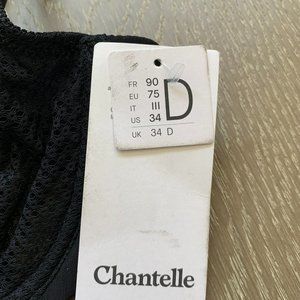 FR 90
EU 75
IT III
US 34
UK 34 D
D
Chantelle